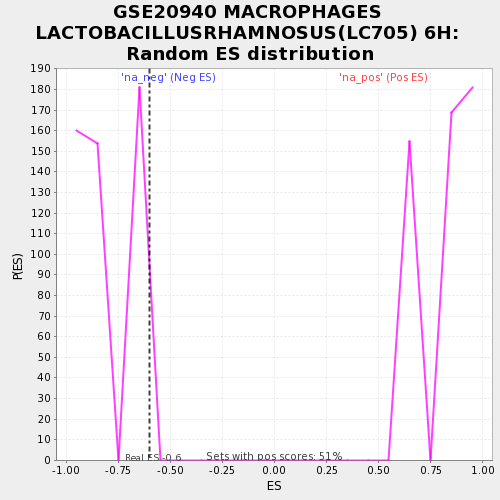 GSE20940 MACROPHAGES
LACTOBACILLUSRHAMNOSUS(LC705) 6H:
Random ES distribution
'na_neg' (Neg ES)
'na_pos' (Pos ES)
190
180
170
160
150
140
130
120
110
100
90
80
70
60
50
40
30
20
10
0
P(ES)
Real ES -0.6
Sets with pos scores: 51%
-1.00 -0.75 -0.50 -0.25 0.00 0.25 0.50 0.75 1.00
ES